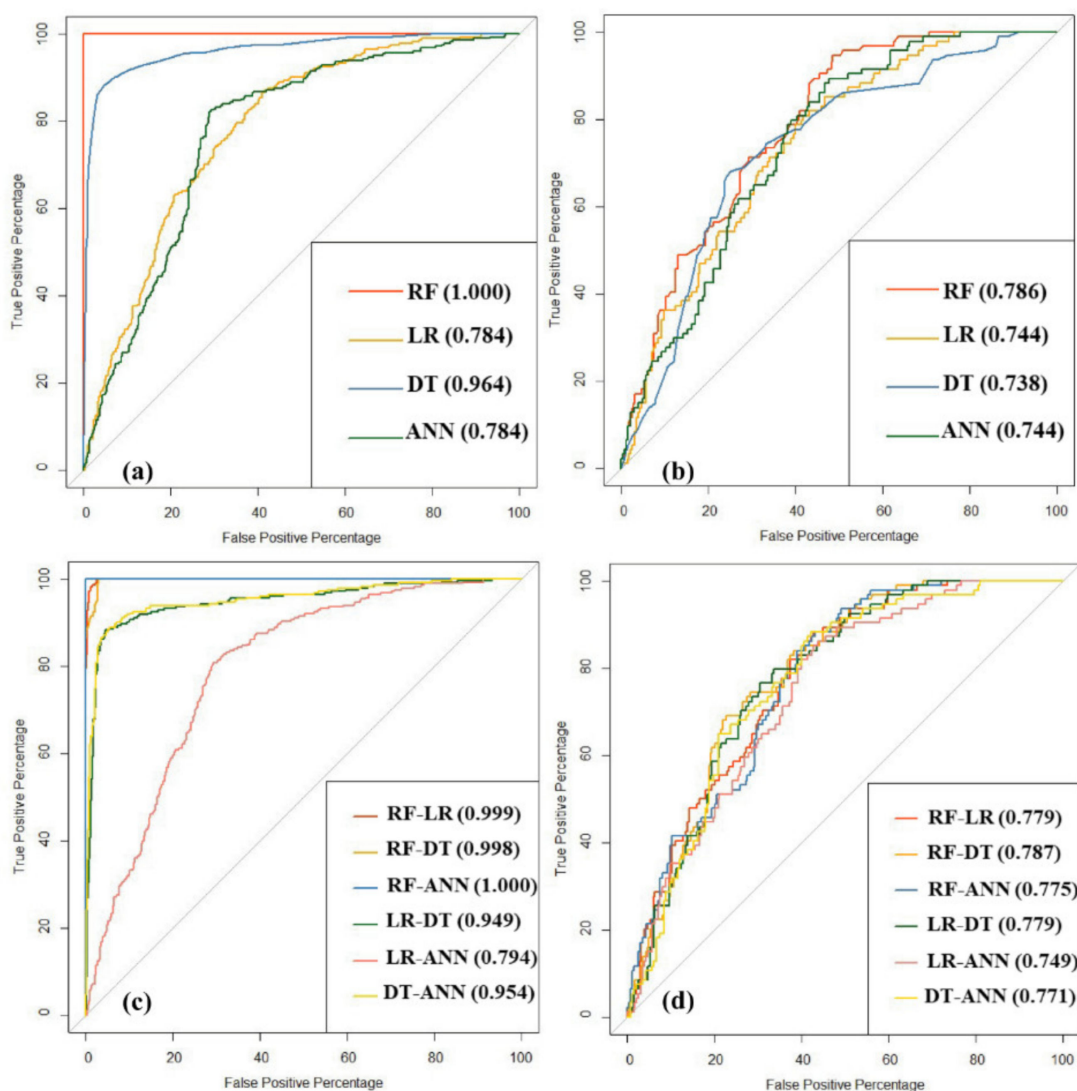 100
80
60
40
20
0
True Positive Percentage
RF (1.000)
LR (0.784)
DT (0.964)
ANN (0.784)
(a)
0 20 40 60 80 100
False Positive Percentage
100
80
60
40
20
0
True Positive Percentage
RF (0.786)
LR (0.744)
DT (0.738)
ANN (0.744)
(b)
0 20 40 60 80 100
False Positive Percentage
100
80
60
40
20
0
True Positive Percentage
RF-LR (0.999)
RF-DT (0.998)
RF-ANN (1.000)
LR-DT (0.949)
LR-ANN (0.794)
DT-ANN (0.954)
(c)
0 20 40 60 80 100
False Positive Percentage
100
80
60
40
20
0
True Positive Percentage
RF-LR (0.779)
RF-DT (0.787)
RF-ANN (0.775)
LR-DT (0.779)
LR-ANN (0.749)
DT-ANN (0.771)
(d)
0 20 40 60 80 100
False Positive Percentage